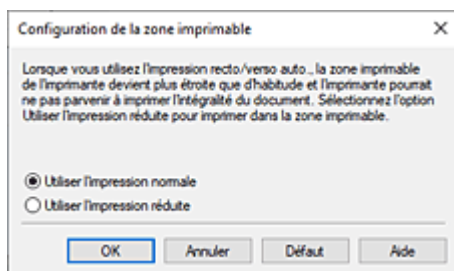 Configuration de la zone imprimable
Lorsque vous utilisez l'impression recto/verso auto., la zone imprimable
de l'imprimante devient plus étroite que d'habitude et l'imprimante pourrait
ne pas parvenir à imprimer l'intégralité du document. Sélectionnez l'option
Utiliser l'impression réduite pour imprimer dans la zone imprimable.
Utiliser l'impression normale
Utiliser l'impression réduite
OK Annuler Défaut Aide